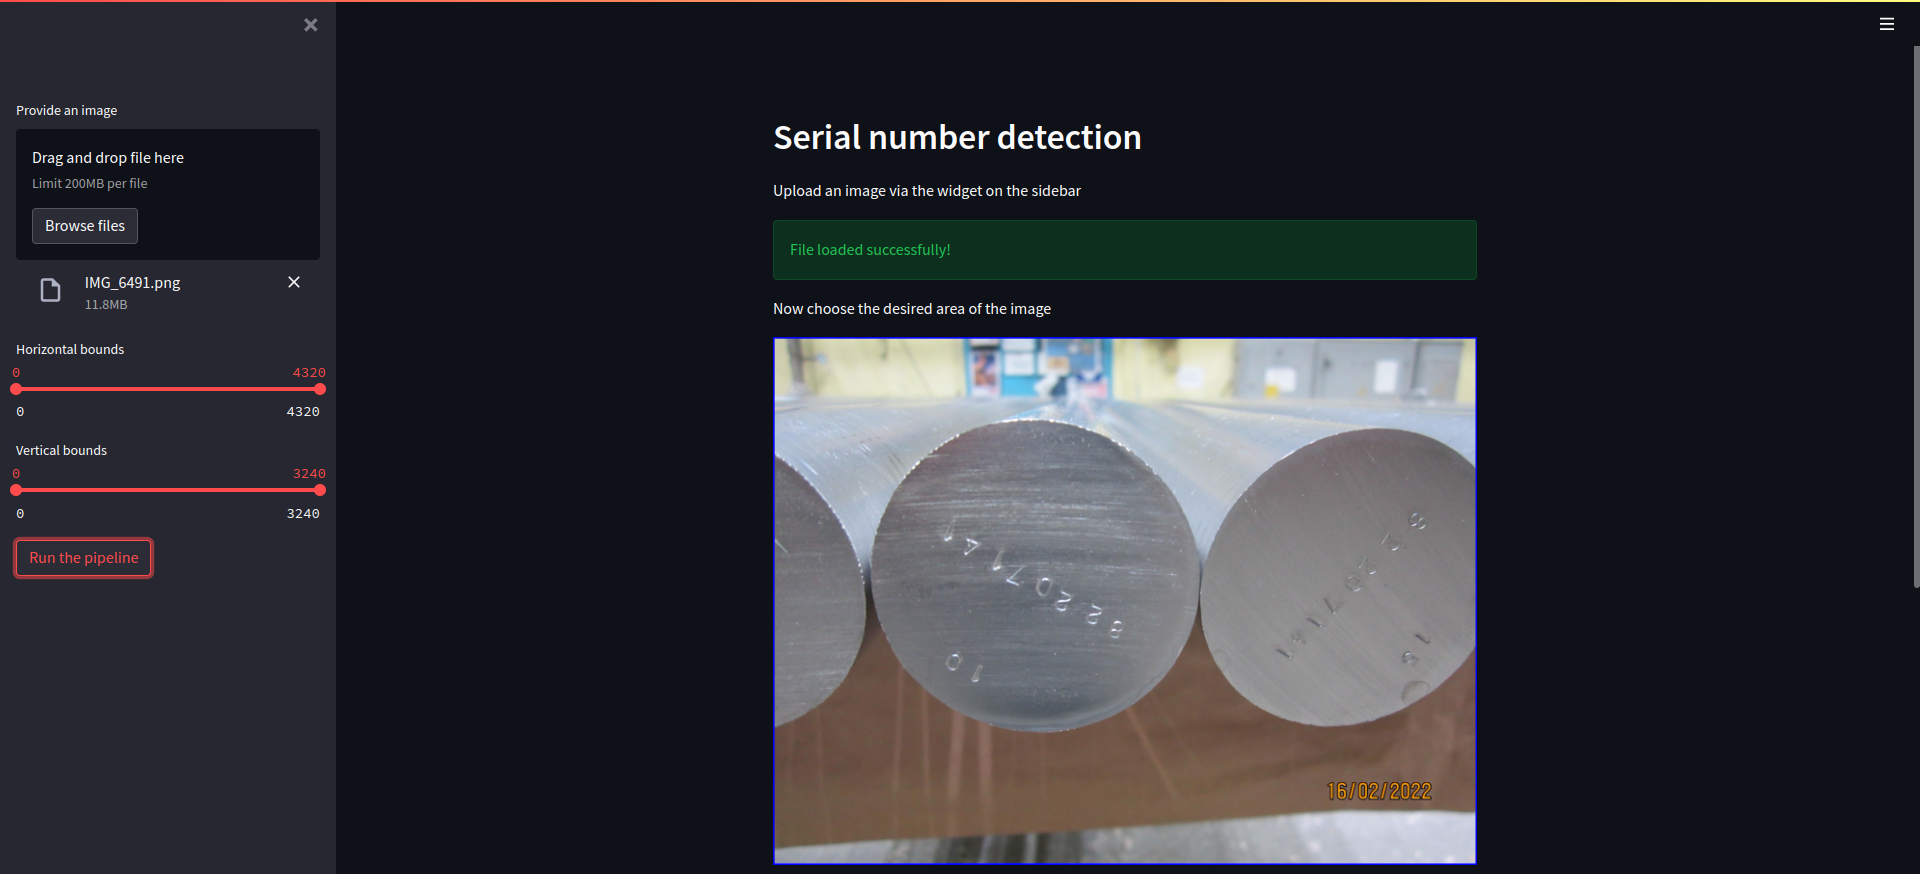 Provide an image
Drag and drop file here
Limit 200MB per file
Browse files
IMG_6491.png
11.8MB
Horizontal bounds
0 4320
0 4320
Vertical bounds
0 3240
0 3240
Run the pipeline
Serial number detection
Upload an image via the widget on the sidebar
File loaded successfully!
Now choose the desired area of the image
10
16/02/2022